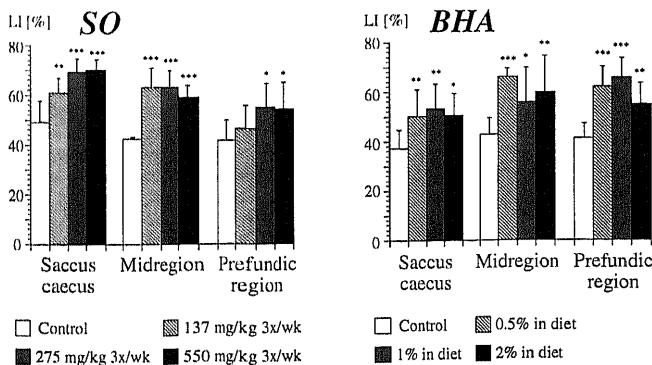 LI [%] SO
80
60
40
20
0
** *** ***
*** *** ***
* *
Saccus caecus
Midregion
Prefundic region
Control
137 mg/kg 3x/wk
275 mg/kg 3x/wk
550 mg/kg 3x/wk
LI [%] BHA
80
60
40
20
0
** ** *
*** * **
*** *** **
Saccus caecus
Midregion
Prefundic region
Control
0.5% in diet
1% in diet
2% in diet